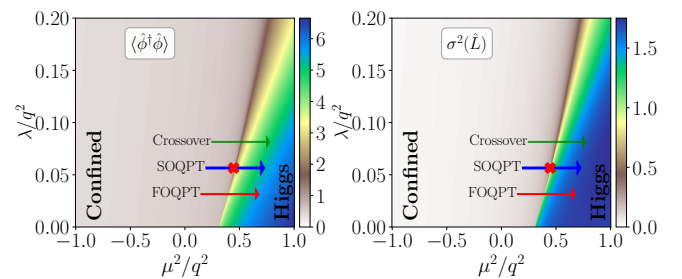 ⟨ϕ̂†ϕ̂⟩
λ/q²
0.20
0.15
0.10
0.05
0.00
Confined
Crossover
SOQPT
FOQPT
Higgs
−1.0 −0.5 0.0 0.5 1.0
μ²/q²
6
5
4
3
2
1
0
σ²(L̂)
λ/q²
0.20
0.15
0.10
0.05
0.00
Confined
Crossover
SOQPT
FOQPT
Higgs
−1.0 −0.5 0.0 0.5 1.0
μ²/q²
1.5
1.0
0.5
0.0